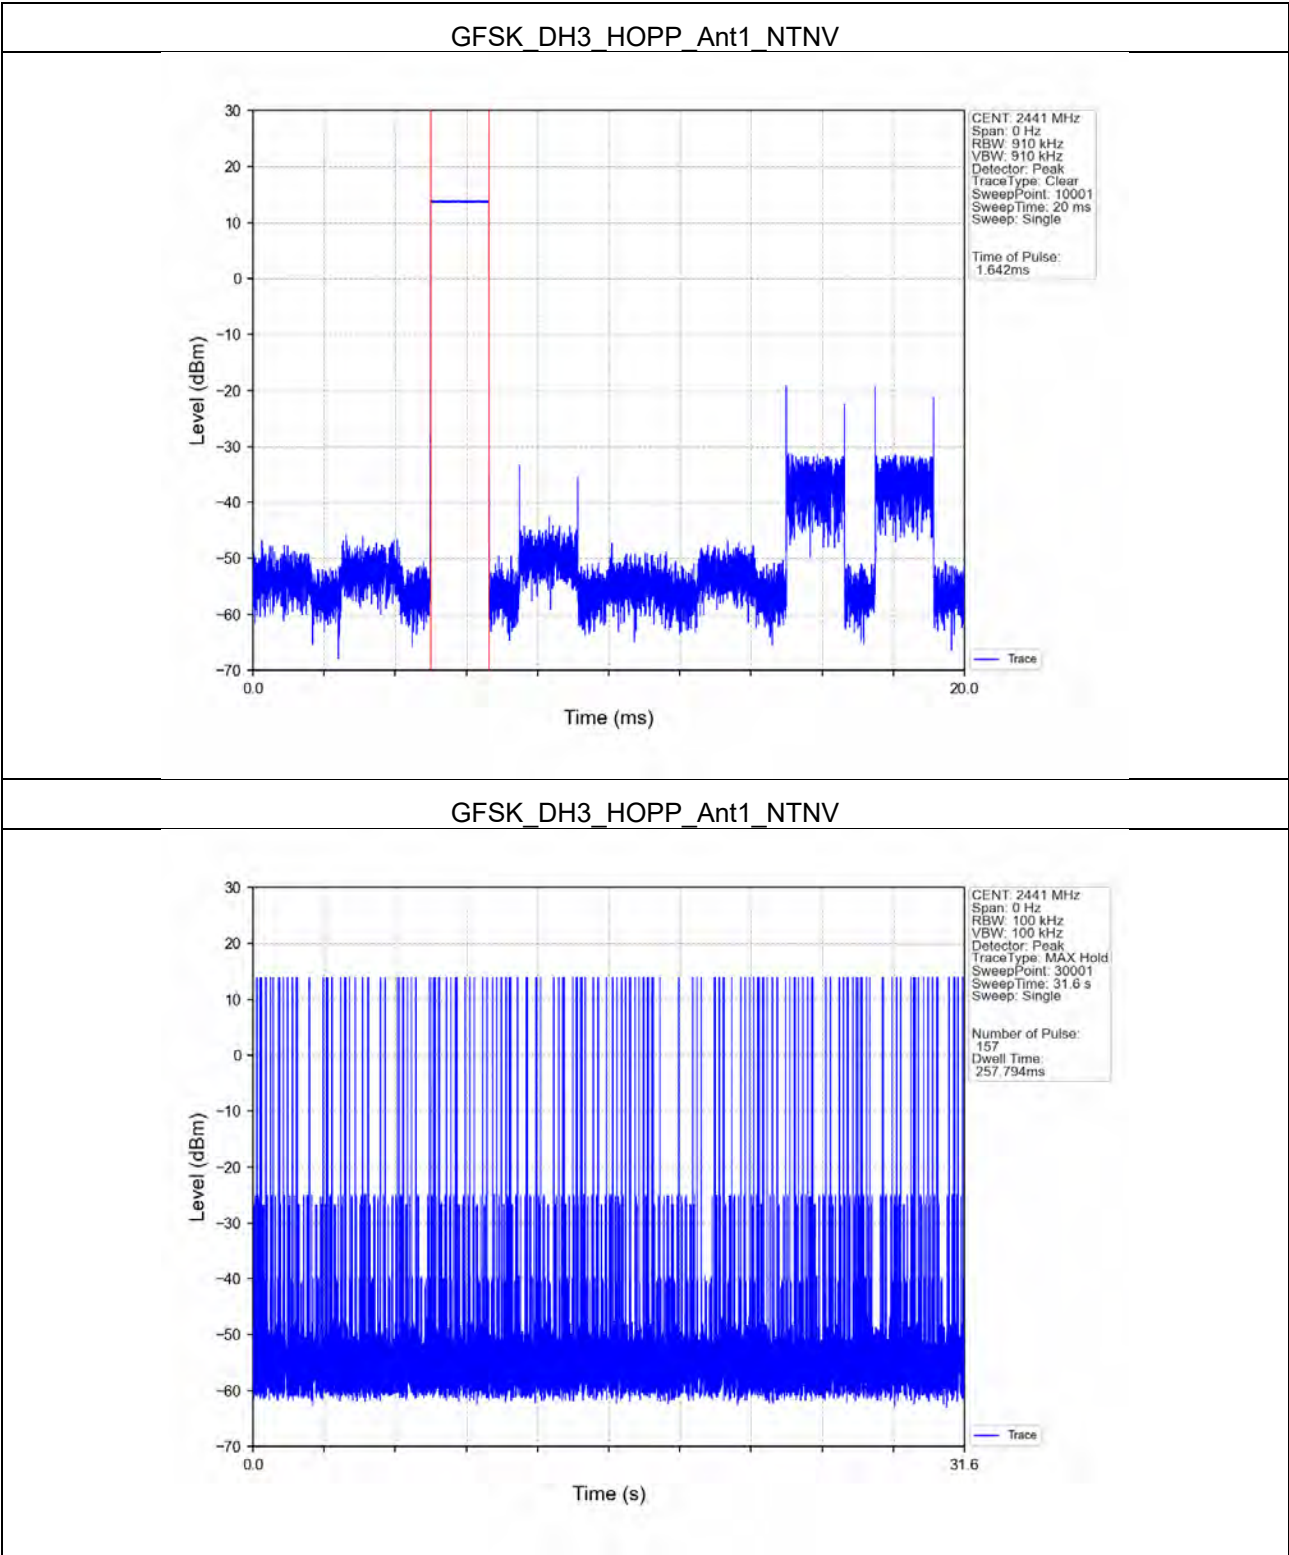 GFSK_DH3_HOPP_Ant1_NTNV
30
20
10
0
−10
−20
−30
−40
−50
−60
−70
Level (dBm)
0.0
20.0
Time (ms)
CENT: 2441 MHz
Span: 0 Hz
RBW: 910 kHz
VBW: 910 kHz
Detector: Peak
TraceType: Clear
SweepPoint: 10001
SweepTime: 20 ms
Sweep: Single
Time of Pulse:
1.642ms
Trace
GFSK_DH3_HOPP_Ant1_NTNV
30
20
10
0
−10
−20
−30
−40
−50
−60
−70
Level (dBm)
0.0
31.6
Time (s)
CENT: 2441 MHz
Span: 0 Hz
RBW: 100 kHz
VBW: 100 kHz
Detector: Peak
TraceType: MAX Hold
SweepPoint: 30001
SweepTime: 31.6 s
Sweep: Single
Number of Pulse:
157
Dwell Time:
257.794ms
Trace